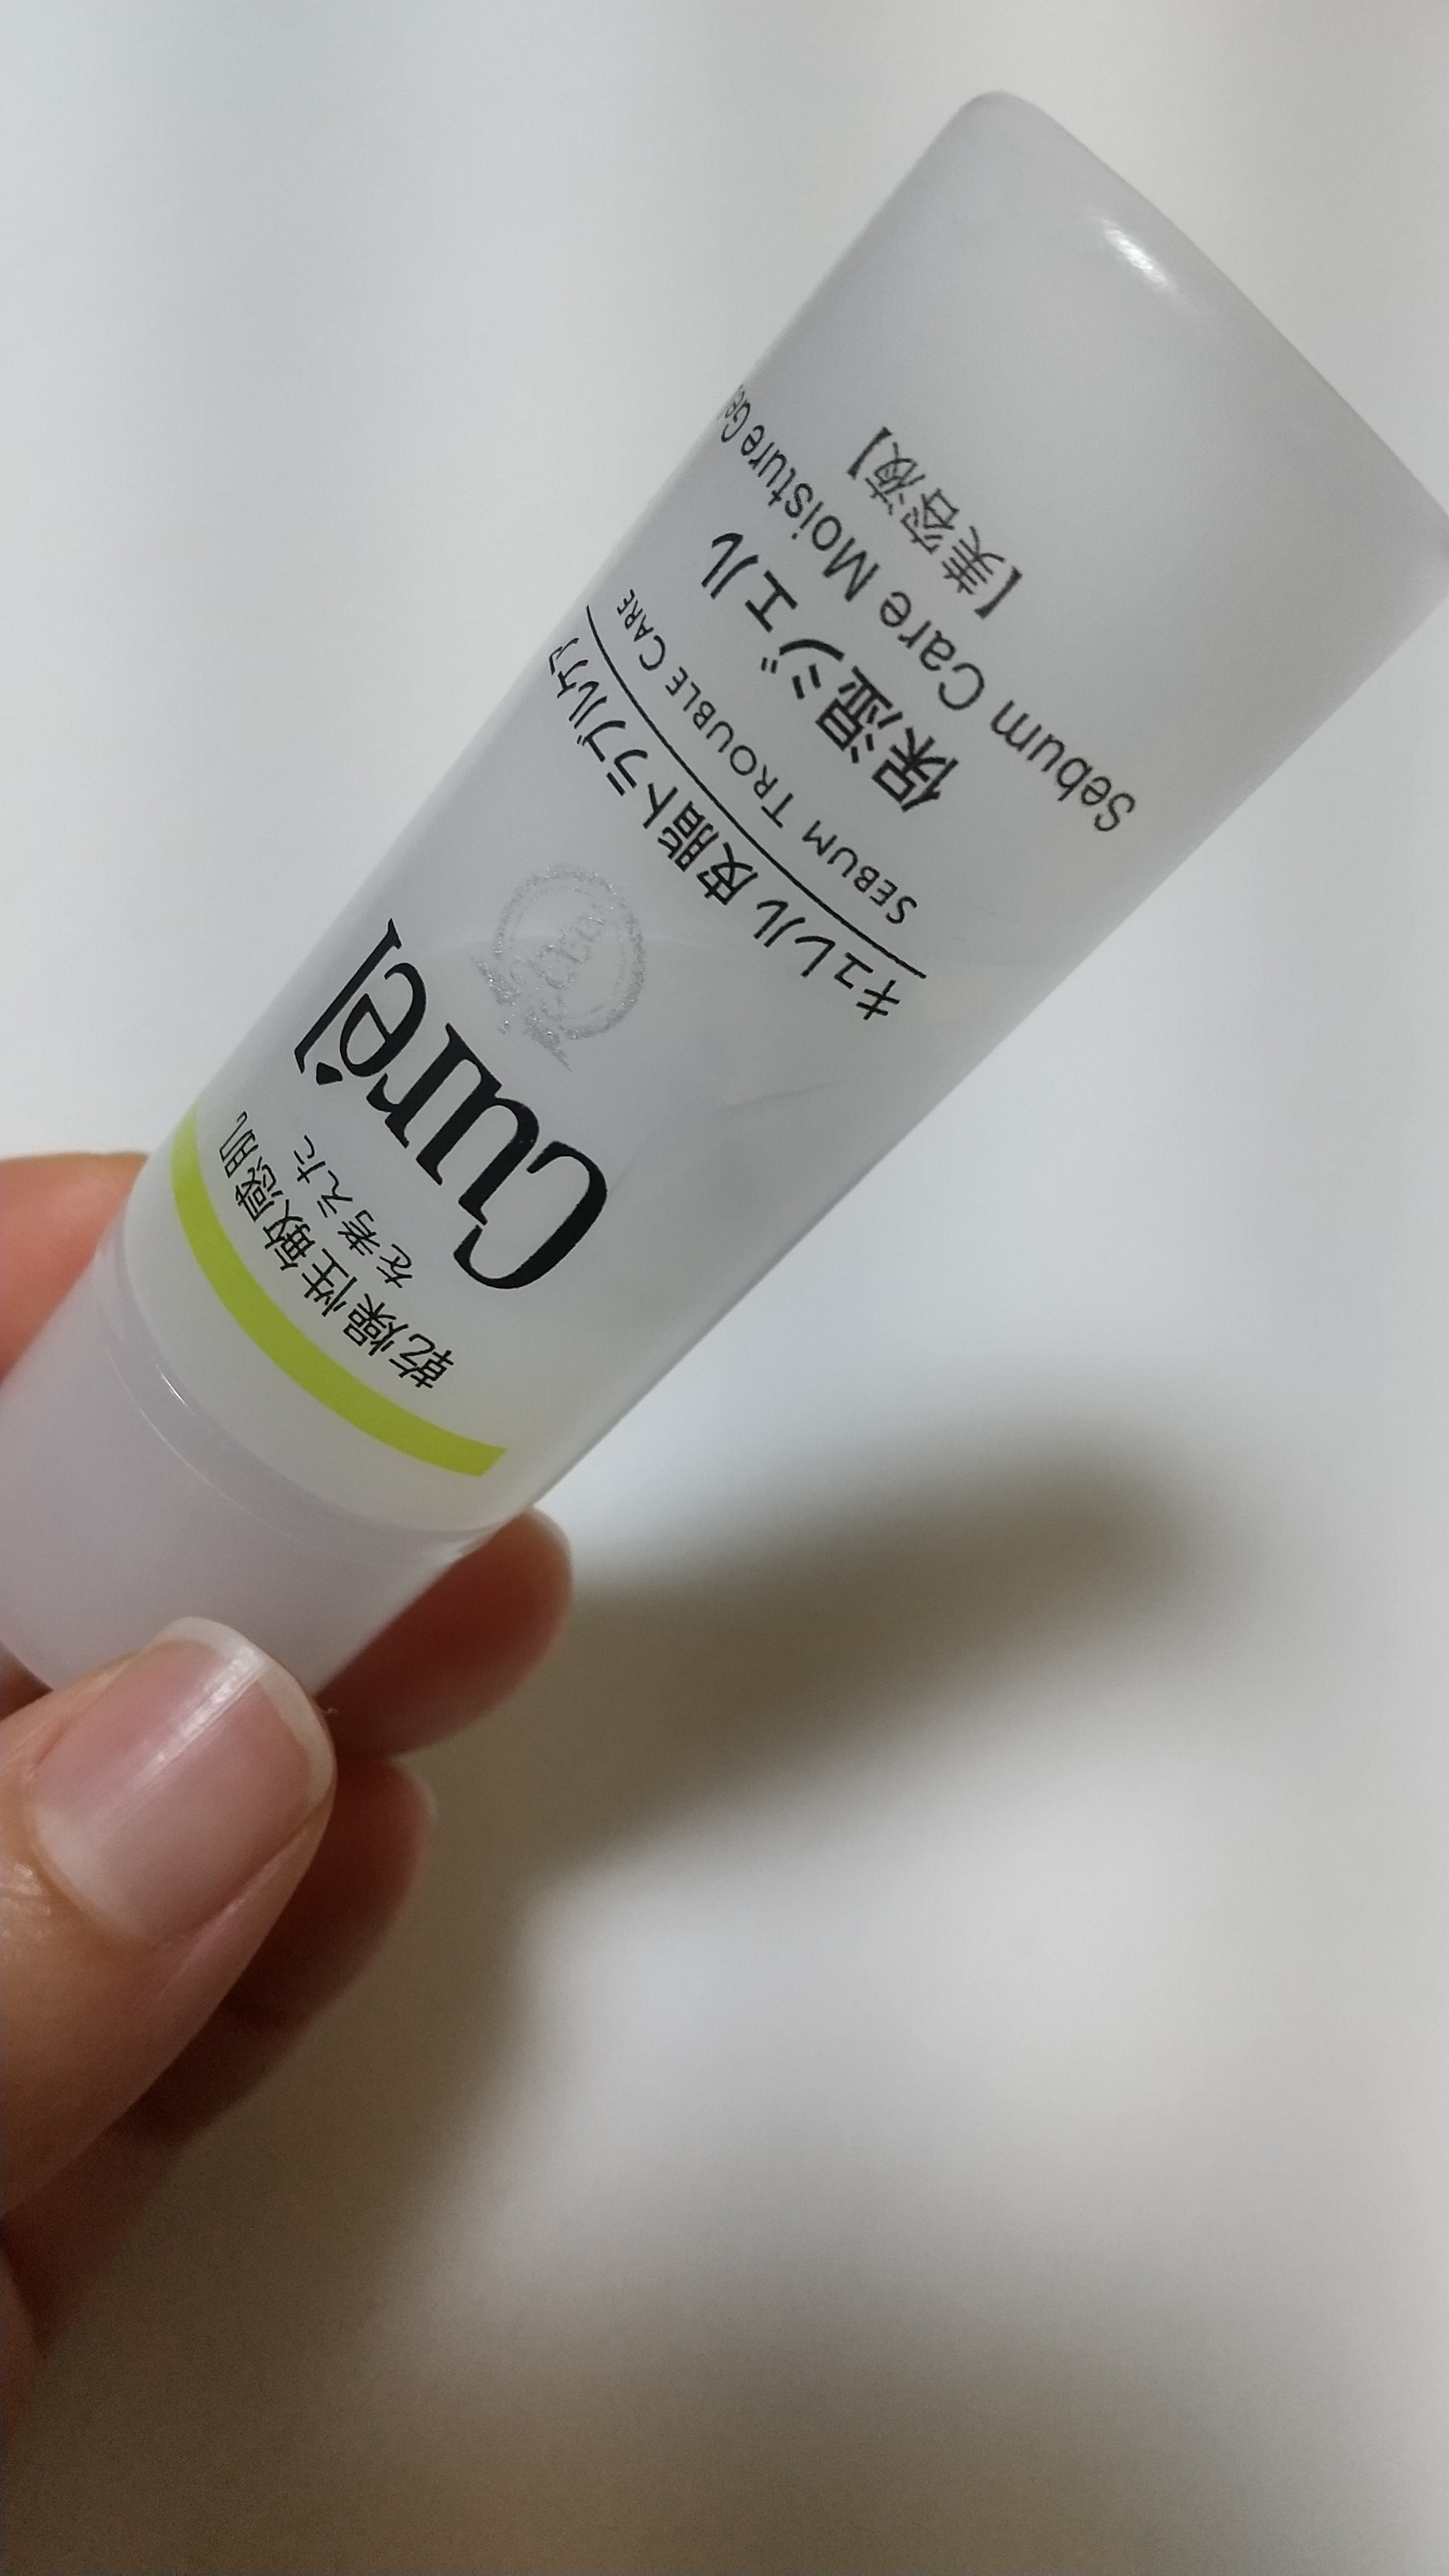 乾燥性敏感肌
を考えた
Curél
キュレル 皮脂トラブルケア
SEBUM TROUBLE CARE
保湿ジェル
Sebum Care Moisture Gel
【美容液】